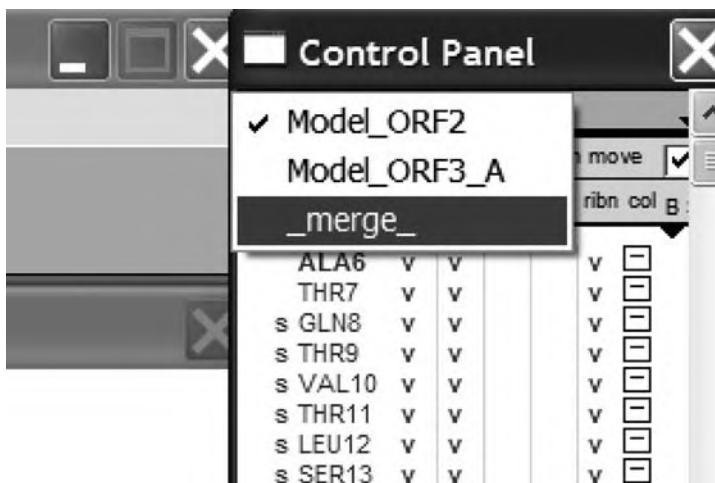 Control Panel
✓ Model_ORF2
Model_ORF3_A
_merge_
move
ribn col B
ALA6 v v v
THR7 v v v
s GLN8 v v v
s THR9 v v v
s VAL10 v v v
s THR11 v v v
s LEU12 v v v
s SER13 v v v